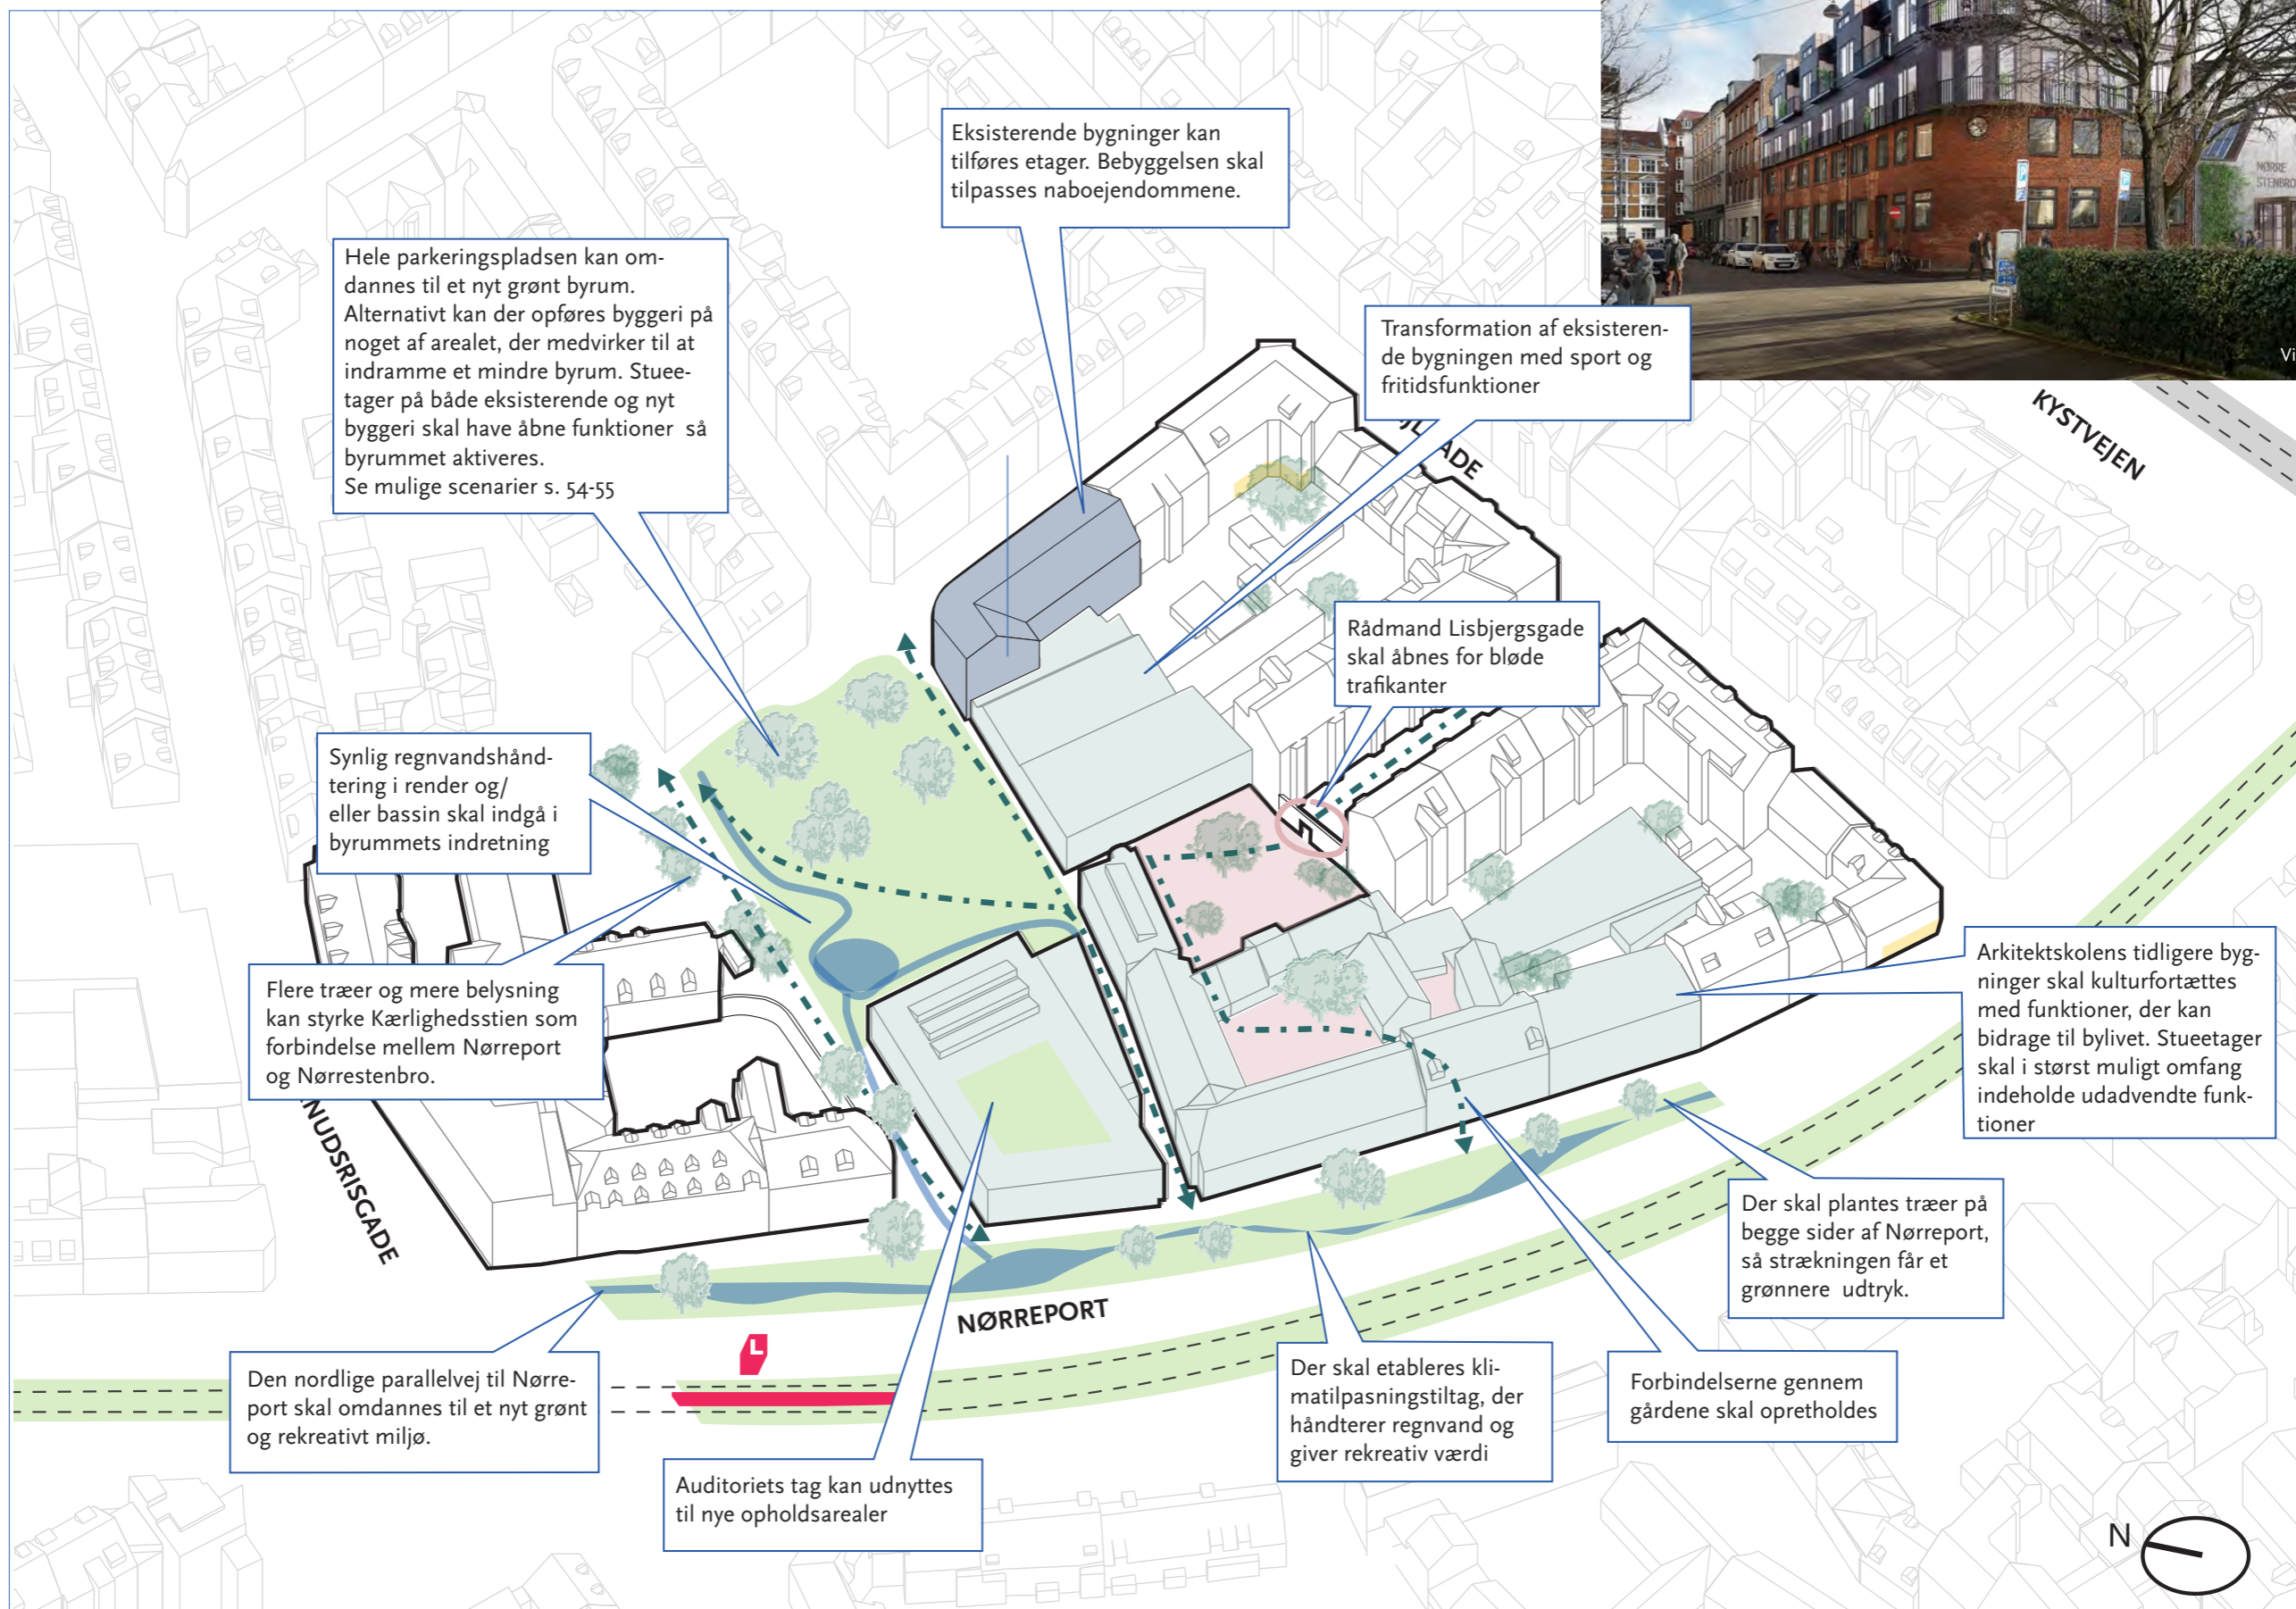 Eksisterende bygninger kan
tilføres etager. Bebyggelsen skal
tilpasses naboejendommene.
NØRRE
STENBRO
Vi
Hele parkeringspladsen kan om-
dannes til et nyt grønt byrum.
Alternativt kan der opføres byggeri på
noget af arealet, der medvirker til at
indramme et mindre byrum. Stuee-
tager på både eksisterende og nyt
byggeri skal have åbne funktioner så
byrummet aktiveres.
Se mulige scenarier s. 54-55
Transformation af eksisteren-
de bygningen med sport og
fritidsfunktioner
KYSTVEJEN
ADE
Rådmand Lisbjergsgade
skal åbnes for bløde
trafikanter
Synlig regnvandshånd-
tering i render og/
eller bassin skal indgå i
byrummets indretning
Flere træer og mere belysning
kan styrke Kærlighedsstien som
forbindelse mellem Nørreport
og Nørrestenbro.
Arkitektskolens tidligere byg-
ninger skal kulturfortættes
med funktioner, der kan
bidrage til bylivet. Stueetager
skal i størst muligt omfang
indeholde udadvendte funk-
tioner
NUDSRISGADE
Der skal plantes træer på
begge sider af Nørreport,
så strækningen får et
grønnere udtryk.
NØRREPORT
L
Den nordlige parallelvej til Nørre-
port skal omdannes til et nyt grønt
og rekreativt miljø.
Der skal etableres kli-
matilpasningstiltag, der
håndterer regnvand og
giver rekreativ værdi
Forbindelserne gennem
gårdene skal opretholdes
Auditoriets tag kan udnyttes
til nye opholdsarealer
N